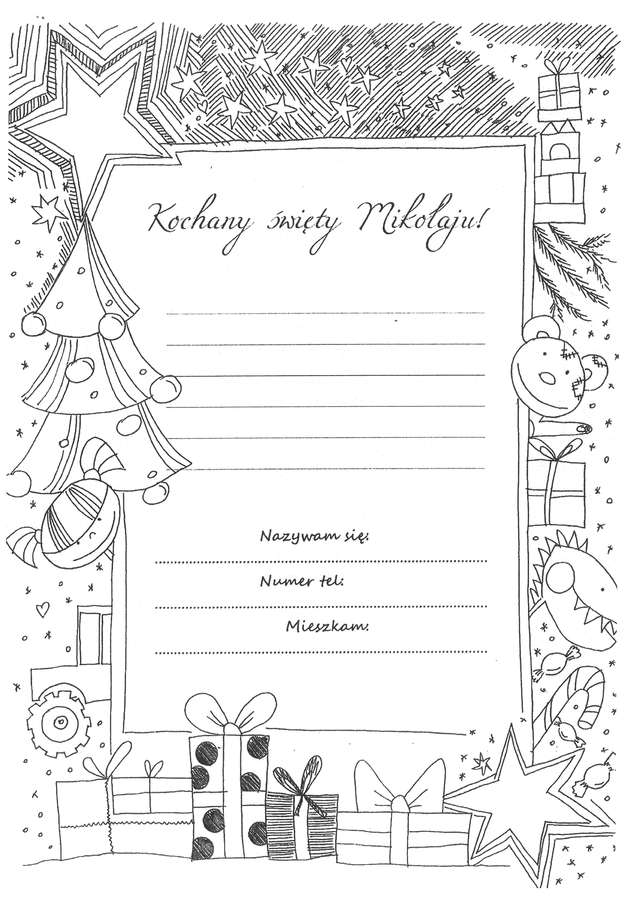 Kochany święty Mikołaju!
Nazywam się:
Numer tel:
Mieszkam: